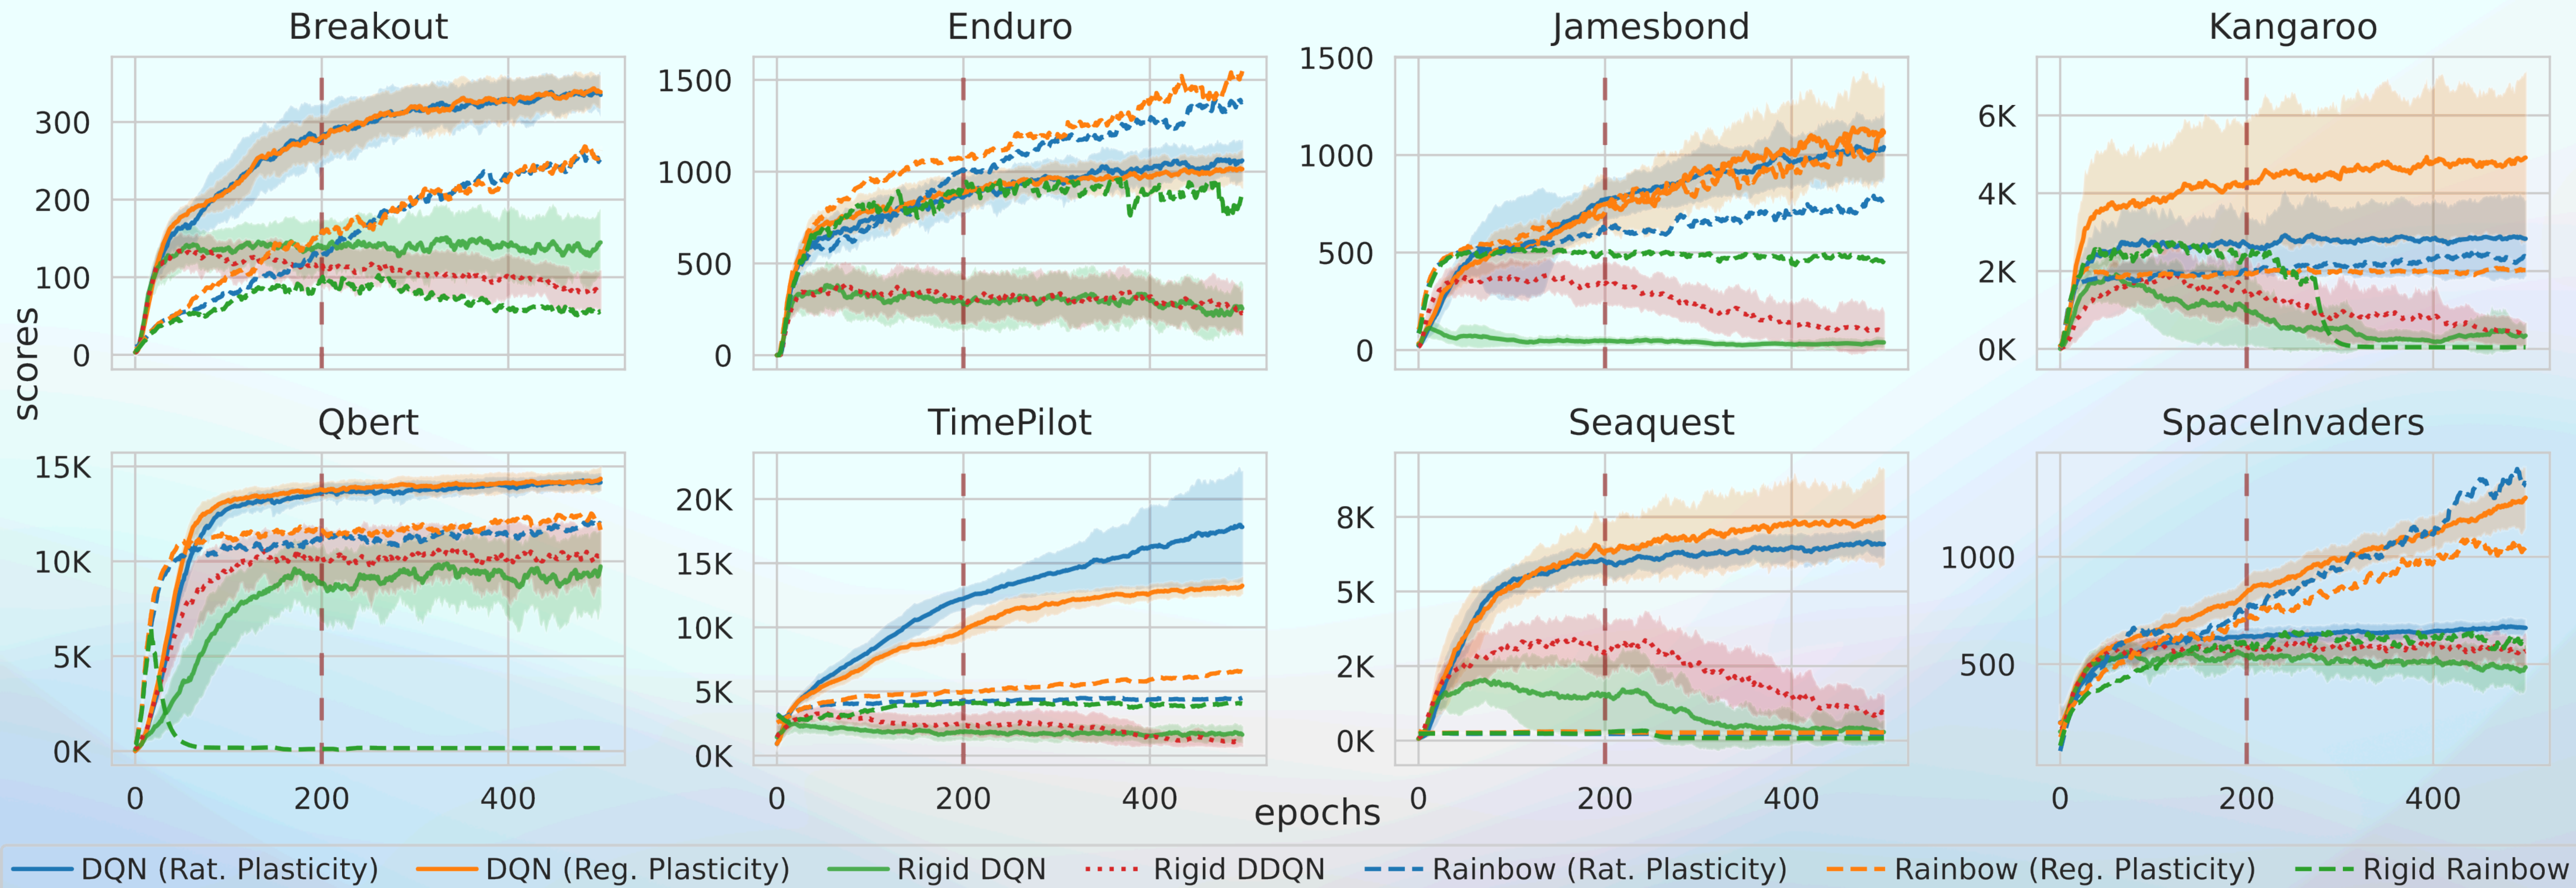 Breakout
Enduro
Jamesbond
Kangaroo
scores
300
200
100
0
1500
1000
500
0
1500
1000
500
0
6K
4K
2K
0K
Qbert
TimePilot
Seaquest
SpaceInvaders
15K
10K
5K
0K
20K
15K
10K
5K
0K
8K
5K
2K
0K
1000
500
0 200 400
0 200 400
0 200 400
0 200 400
epochs
DQN (Rat. Plasticity) DQN (Reg. Plasticity) Rigid DQN Rigid DDQN Rainbow (Rat. Plasticity) Rainbow (Reg. Plasticity) Rigid Rainbow